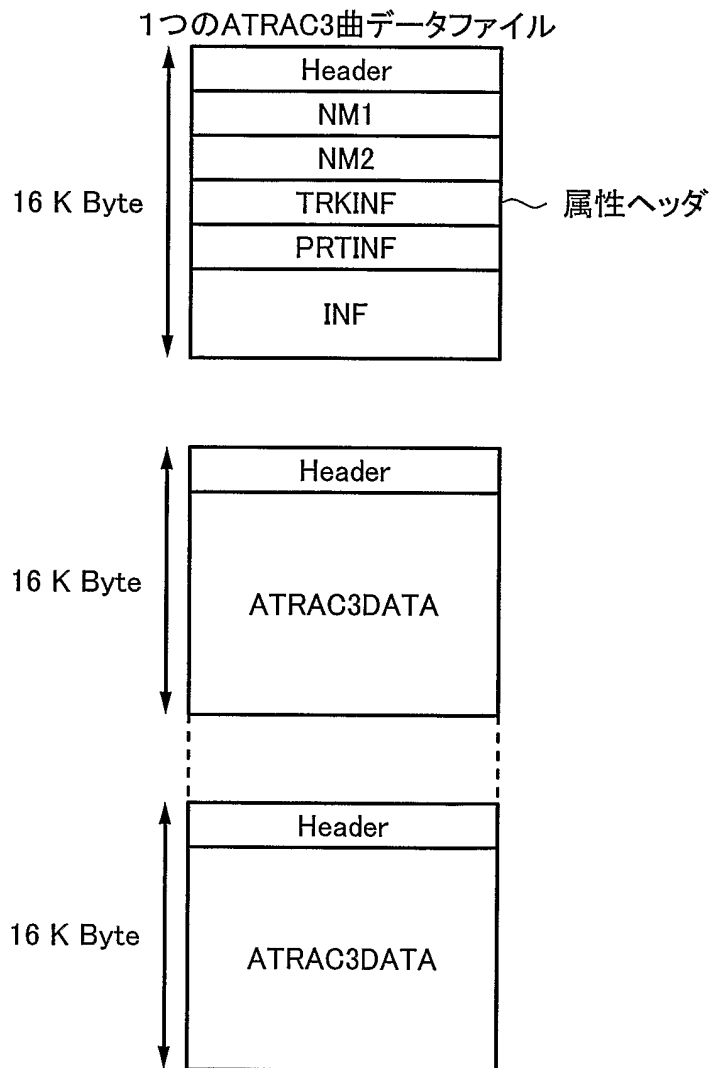 1つのATRAC3曲データファイル
Header
NM1
NM2
16 K Byte
TRKINF
属性ヘッダ
PRTINF
INF
Header
16 K Byte
ATRAC3DATA
Header
16 K Byte
ATRAC3DATA